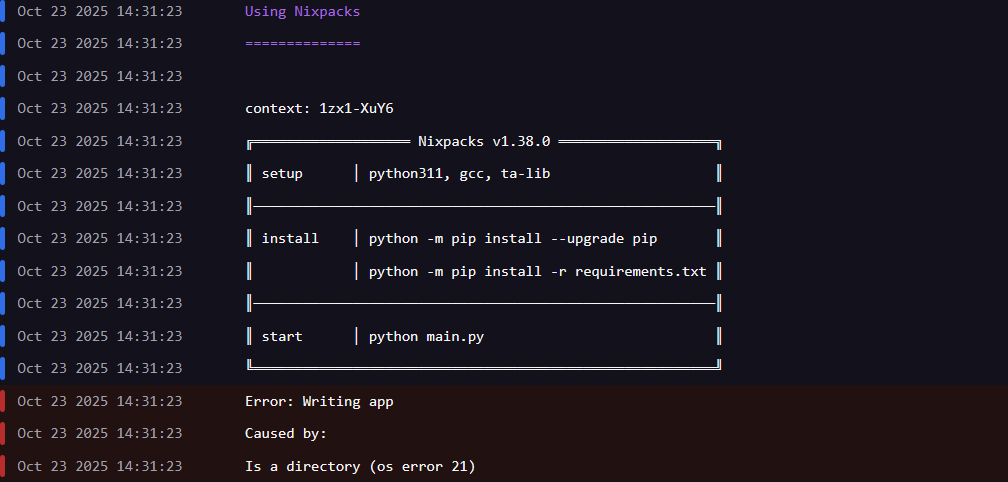 Oct 23 2025 14:31:23 Using Nixpacks
Oct 23 2025 14:31:23 ==============
Oct 23 2025 14:31:23
Oct 23 2025 14:31:23 context: 1zx1-XuY6
Oct 23 2025 14:31:23 Nixpacks v1.38.0
Oct 23 2025 14:31:23 setup python311, gcc, ta-lib
Oct 23 2025 14:31:23
Oct 23 2025 14:31:23 install python -m pip install --upgrade pip
Oct 23 2025 14:31:23 python -m pip install -r requirements.txt
Oct 23 2025 14:31:23
Oct 23 2025 14:31:23 start python main.py
Oct 23 2025 14:31:23
Oct 23 2025 14:31:23 Error: Writing app
Oct 23 2025 14:31:23 Caused by:
Oct 23 2025 14:31:23 Is a directory (os error 21)